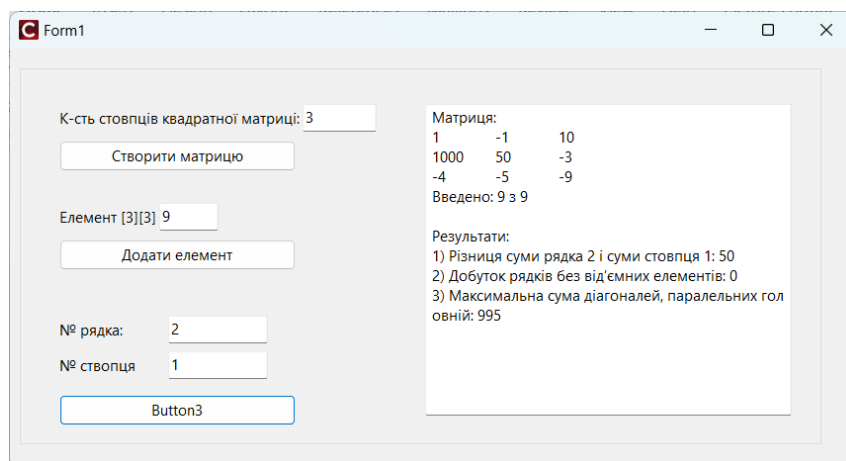 Form1
К-сть стовпців квадратної матриці: 3
Створити матрицю
Елемент [3][3] 9
Додати елемент
№ рядка: 2
№ створця 1
Button3
Матриця:
1 -1 10
1000 50 -3
-4 -5 -9
Введено: 9 з 9
Результати:
1) Різниця суми рядка 2 і суми стовпця 1: 50
2) Добуток рядків без від’ємних елементів: 0
3) Максимальна сума діагоналей, паралельних гол
овній: 995